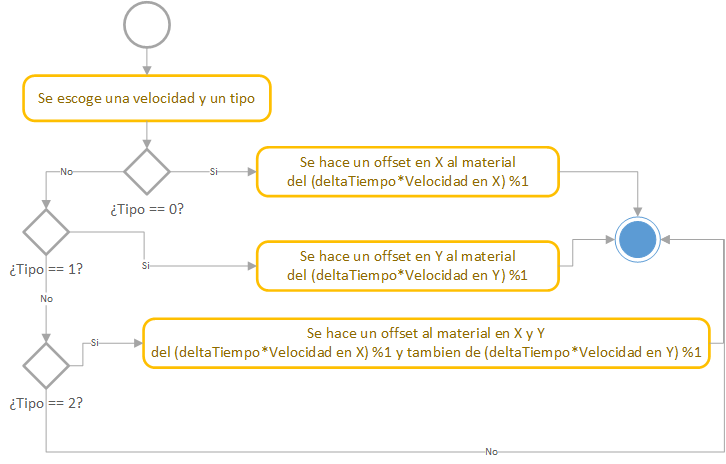 Se escoge una velocidad y un tipo
No
Si
Se hace un offset en X al material
del (deltaTiempo*Velocidad en X) %1
¿Tipo == 0?
Si
Se hace un offset en Y al material
del (deltaTiempo*Velocidad en Y) %1
¿Tipo == 1?
No
Si
Se hace un offset al material en X y Y
del (deltaTiempo*Velocidad en X) %1 y tambien de (deltaTiempo*Velocidad en Y) %1
¿Tipo == 2?
No